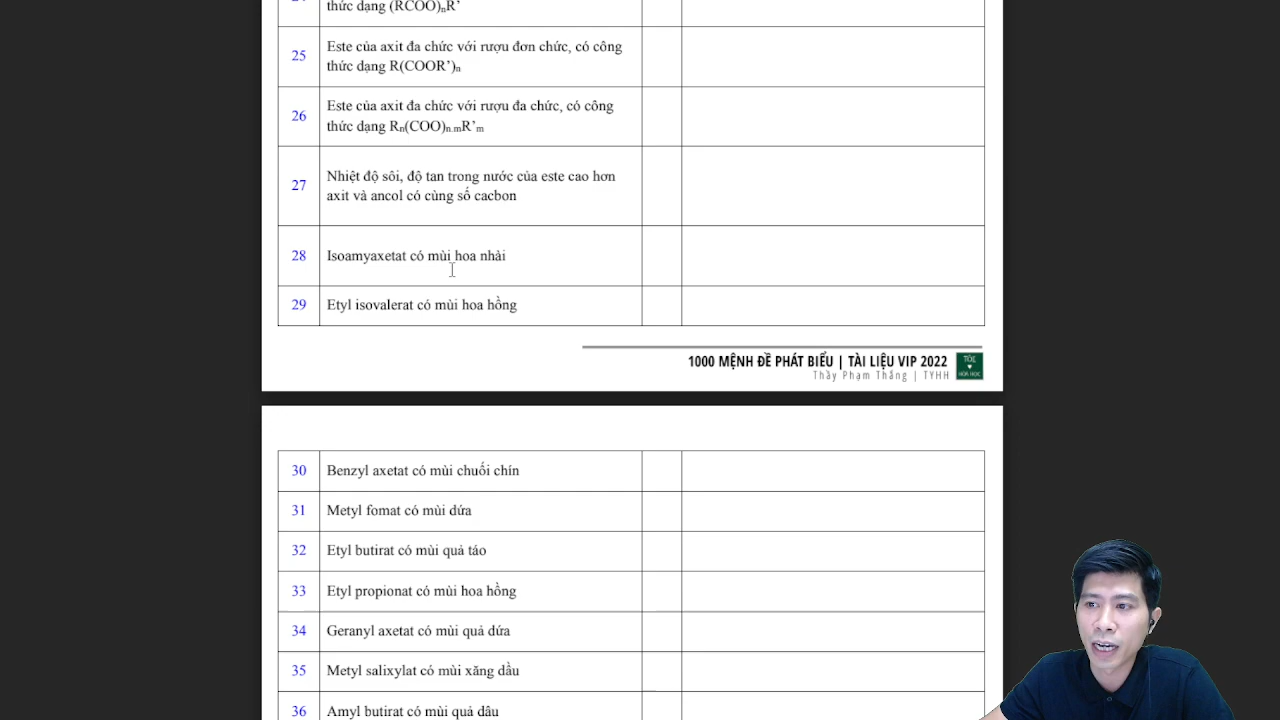 thức dạng (RCOO)ₙR’
25
Este của axit đa chức với rượu đơn chức, có công
thức dạng R(COOR’)ₙ
26
Este của axit đa chức với rượu đa chức, có công
thức dạng Rₙ(COO)ₙ.ₘR’ₘ
27
Nhiệt độ sôi, độ tan trong nước của este cao hơn
axit và ancol có cùng số cacbon
28
Isoamyaxetat có mùi hoa nhài
29
Etyl isovalerat có mùi hoa hồng
1000 MỆNH ĐỀ PHÁT BIỂU | TÀI LIỆU VIP 2022
Thầy Phạm Thắng | TYHH
TÔI
HÓA HỌC
30
Benzyl axetat có mùi chuối chín
31
Metyl fomat có mùi dứa
32
Etyl butirat có mùi quả táo
33
Etyl propionat có mùi hoa hồng
34
Geranyl axetat có mùi quả dứa
35
Metyl salixylat có mùi xăng dầu
36
Amyl butirat có mùi quả dâu